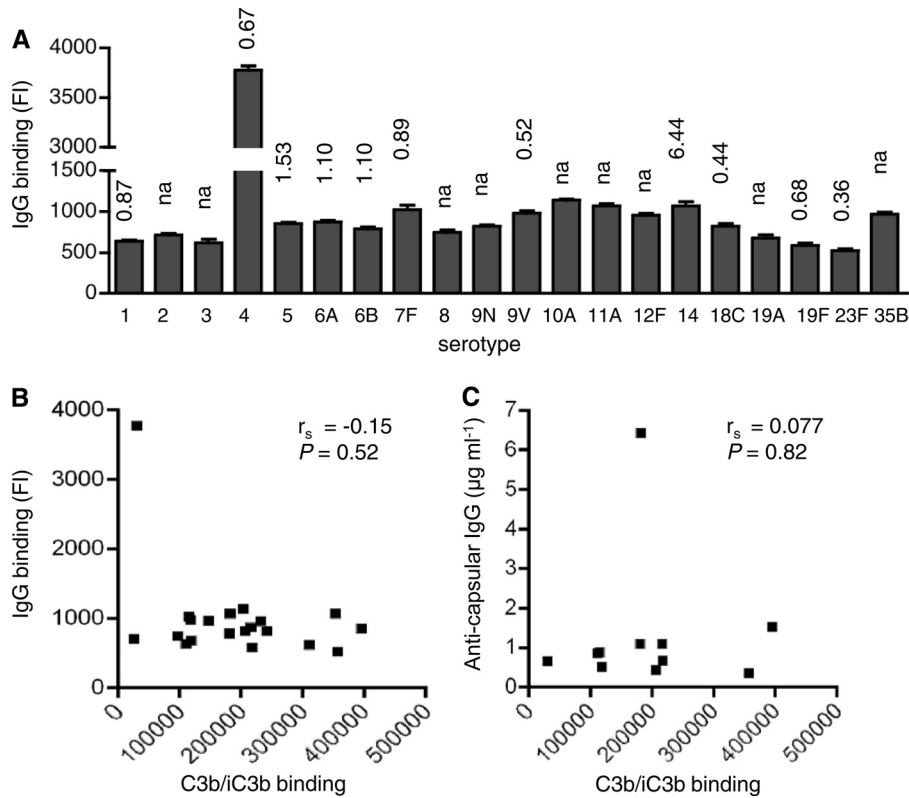 A
IgG binding (FI)
4000
3500
3000
1500
1000
500
0
0.87 na na 0.67 1.53 1.10 1.10 0.89 na na 0.52 na na na 6.44 0.44 na 0.68 0.36 na
1 2 3 4 5 6A 6B 7F 8 9N 9V 10A 11A 12F 14 18C 19A 19F 23F 35B
serotype
B
IgG binding (FI)
4000
3000
2000
1000
0
r_s = -0.15
P = 0.52
0 100000 200000 300000 400000 500000
C3b/iC3b binding
C
Anti-capsular IgG (µg ml⁻¹)
7
6
5
4
3
2
1
0
r_s = 0.077
P = 0.82
0 100000 200000 300000 400000 500000
C3b/iC3b binding